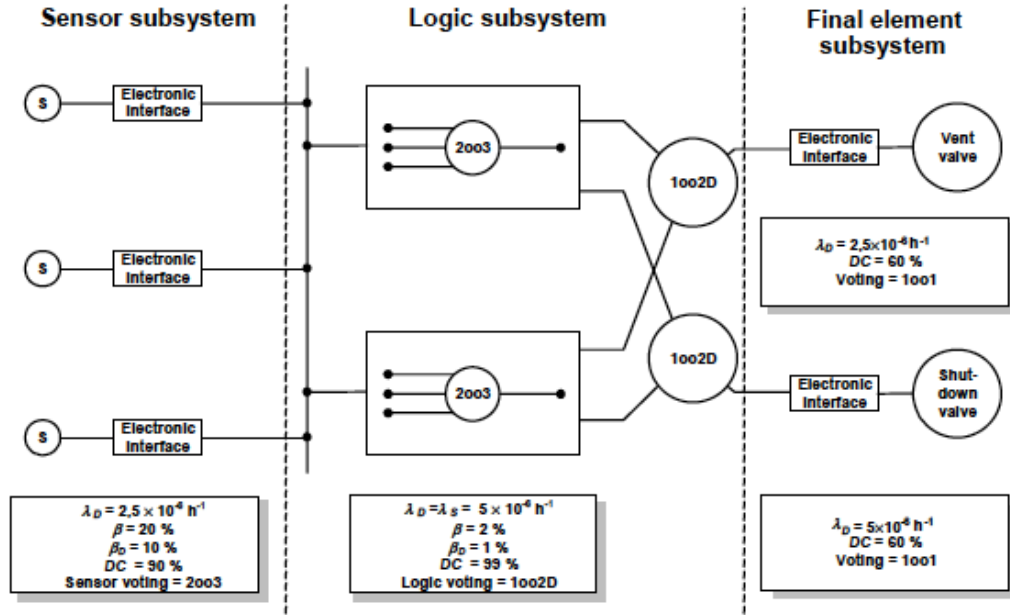 Sensor subsystem
Logic subsystem
Final element
subsystem
S
Electronic
Interface
2oo3
1oo2D
Electronic
Interface
Vent
valve
S
Electronic
Interface
λD = 2,5×10⁻⁶ h⁻¹
DC = 60 %
Voting = 1oo1
S
Electronic
Interface
2oo3
1oo2D
Electronic
Interface
Shut-
down
valve
λD = 2,5 × 10⁻⁶ h⁻¹
β = 20 %
βD = 10 %
DC = 90 %
Sensor voting = 2oo3
λD =λS = 5 × 10⁻⁶ h⁻¹
β = 2 %
βD = 1 %
DC = 99 %
Logic voting = 1oo2D
λD = 5×10⁻⁶ h⁻¹
DC = 60 %
Voting = 1oo1